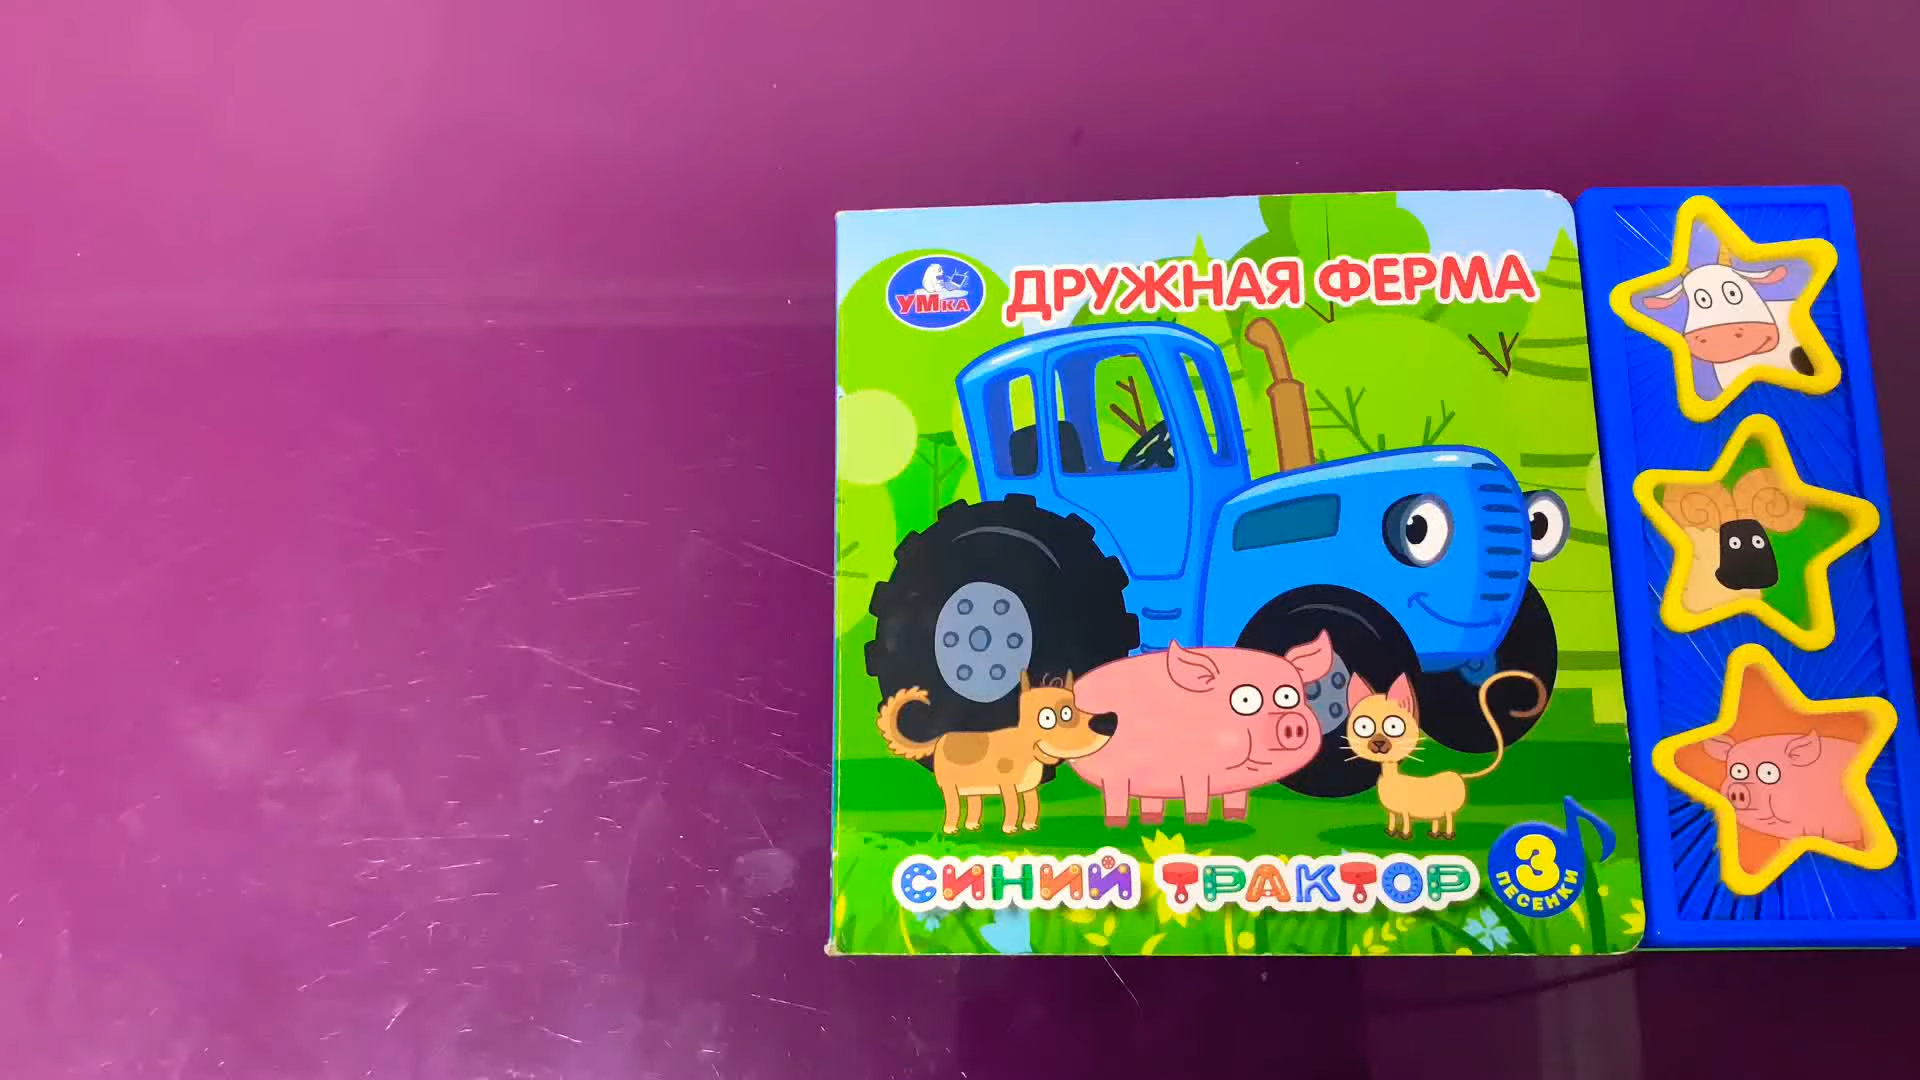 УМКА
ДРУЖНАЯ ФЕРМА
СИНИЙ ТРАКТОР
3
ПЕСЕНКИ